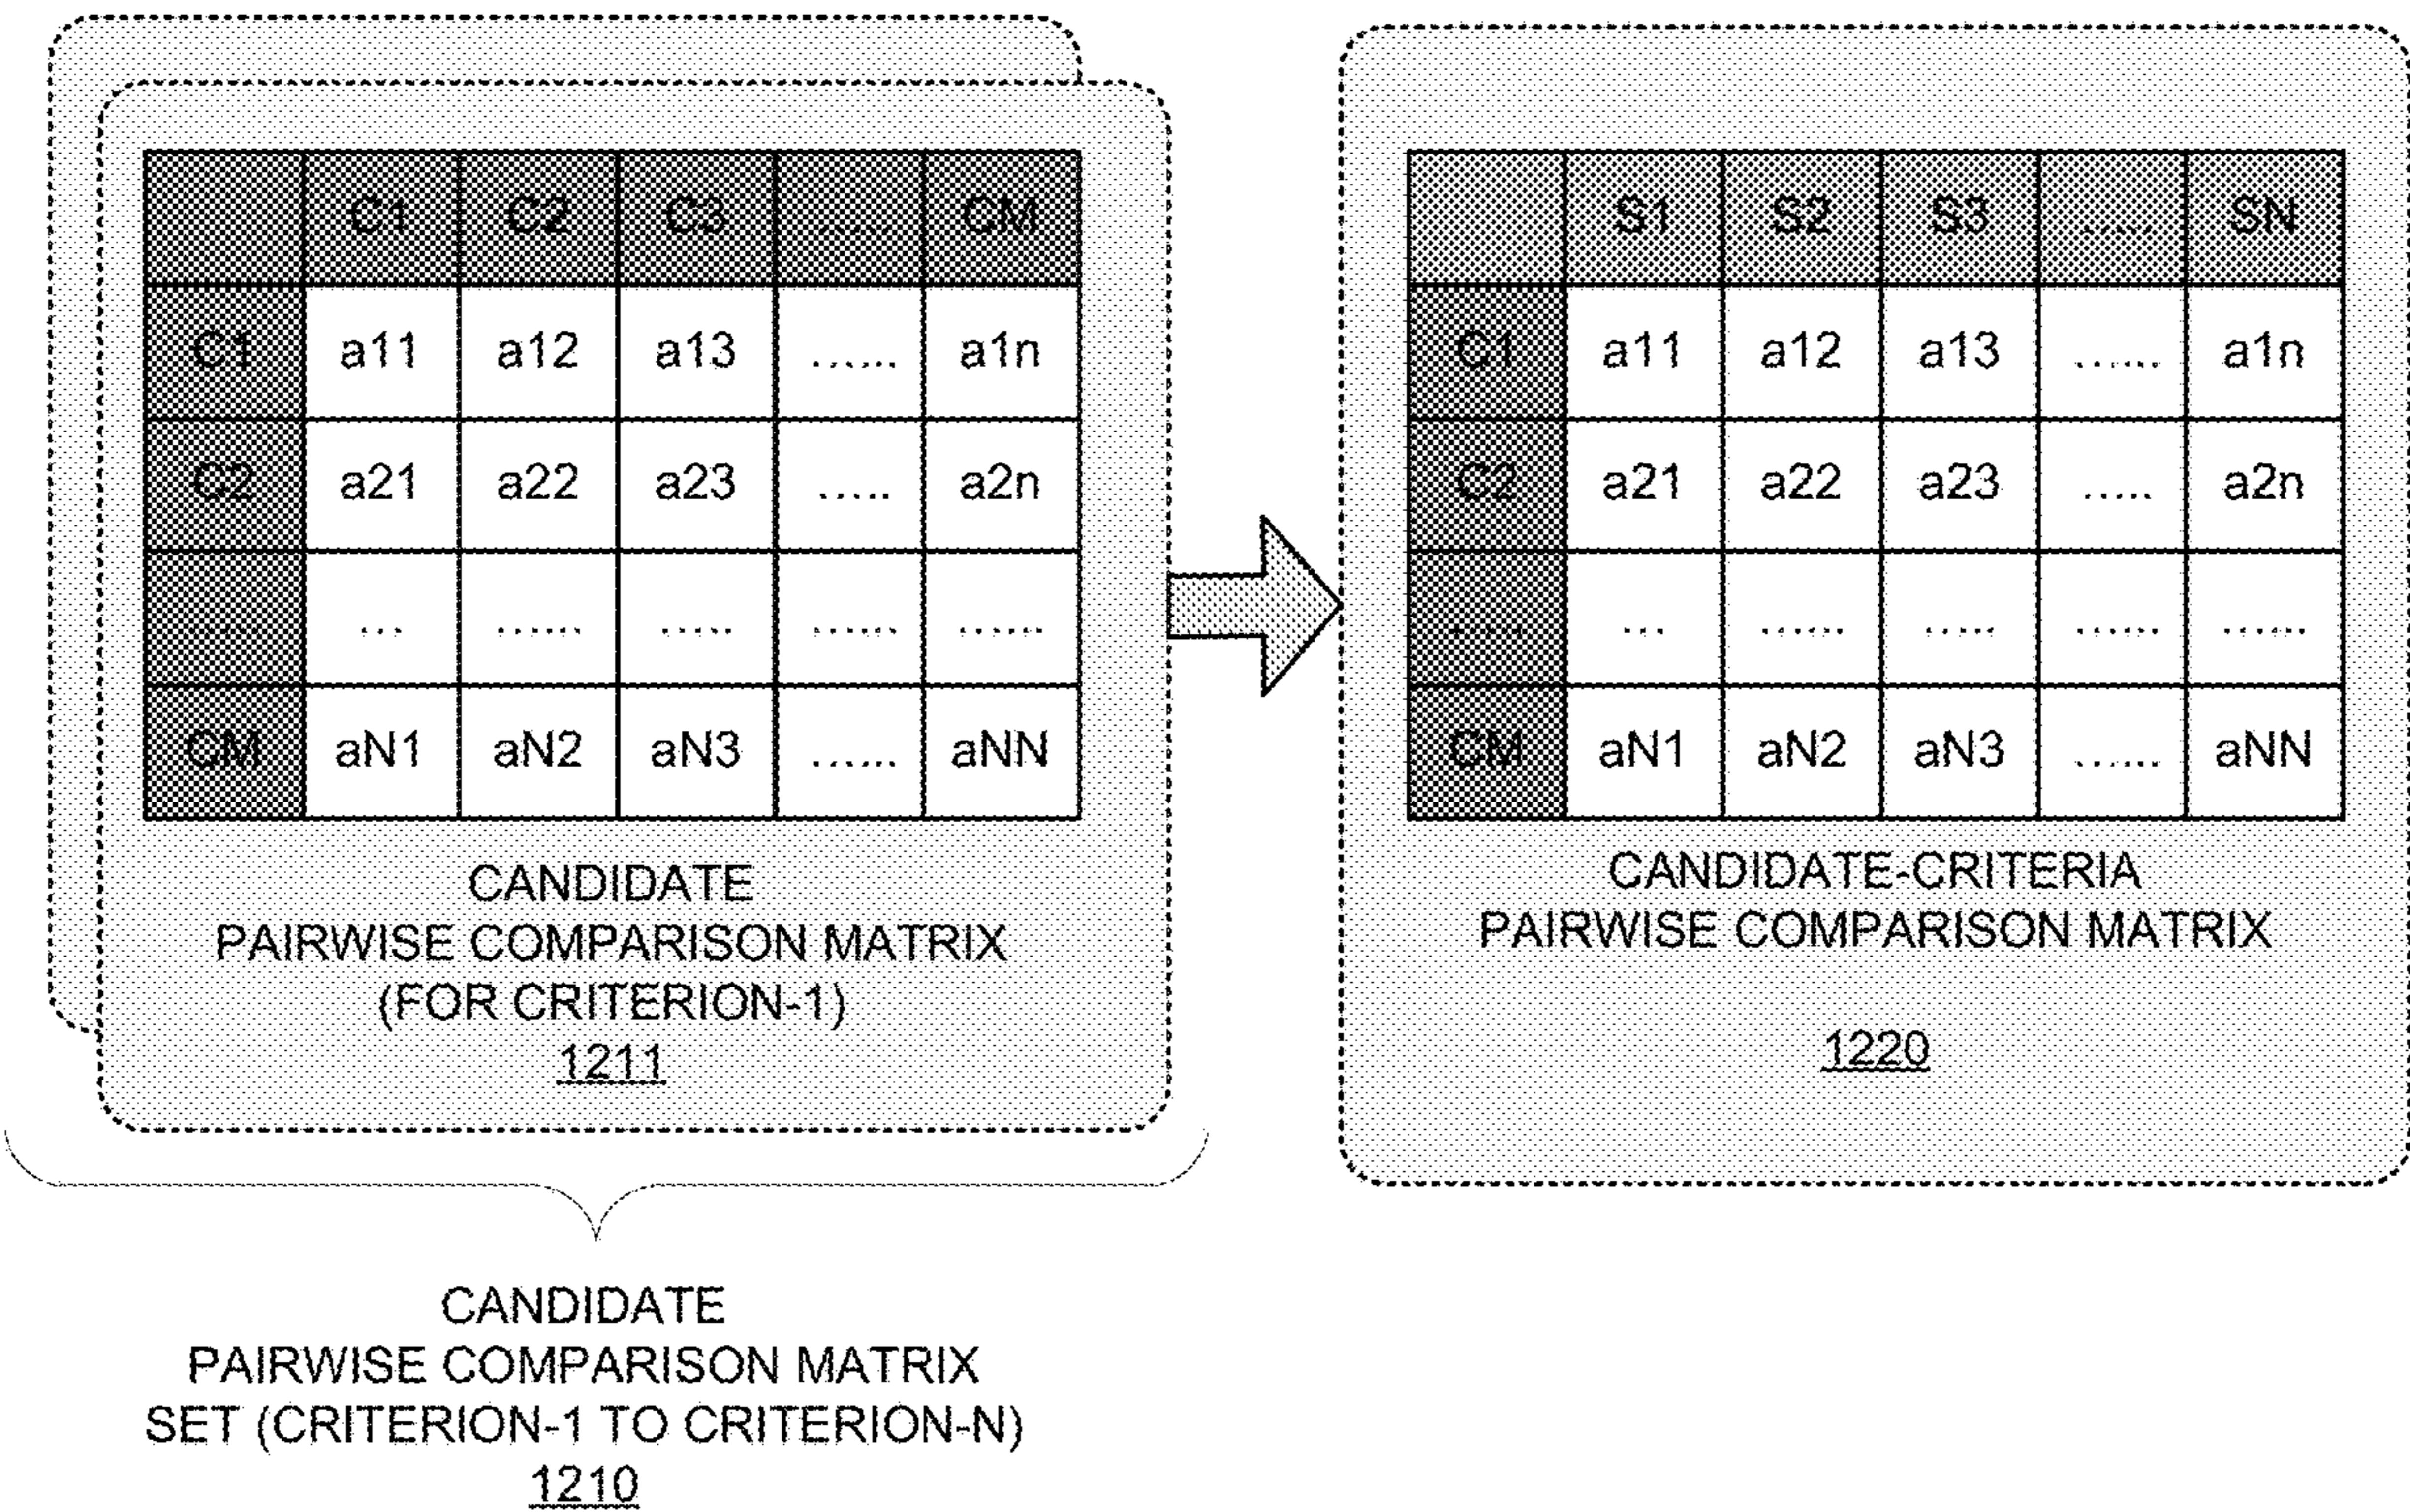 C1 C2 C3 ...... CM
C1 a11 a12 a13 ...... a1n
C2 a21 a22 a23 ..... a2n
..... ... ...... ..... ...... ......
CM aN1 aN2 aN3 ...... aNN
CANDIDATE
PAIRWISE COMPARISON MATRIX
(FOR CRITERION-1)
1211
S1 S2 S3 ..... SN
C1 a11 a12 a13 ...... a1n
C2 a21 a22 a23 ..... a2n
..... ... ...... ..... ...... ......
CM aN1 aN2 aN3 ...... aNN
CANDIDATE-CRITERIA
PAIRWISE COMPARISON MATRIX
1220
CANDIDATE
PAIRWISE COMPARISON MATRIX
SET (CRITERION-1 TO CRITERION-N)
1210